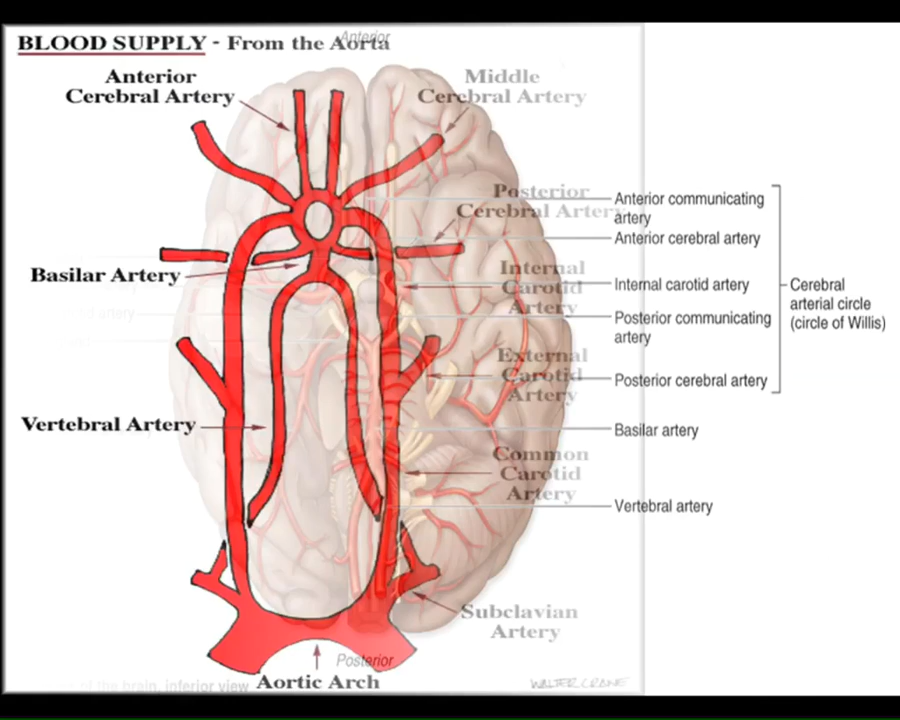 BLOOD SUPPLY - From the Aorta
Anterior
Anterior
Cerebral Artery
Middle
Cerebral Artery
Posterior
Cerebral Artery
Anterior communicating
artery
Anterior cerebral artery
Basilar Artery
Internal
Carotid
Artery
Internal carotid artery
Cerebral
arterial circle
(circle of Willis)
Posterior communicating
artery
artery
External
Carotid
Artery
Posterior cerebral artery
Vertebral Artery
Basilar artery
Common
Carotid
Artery
Vertebral artery
Subclavian
Artery
Posterior
of the brain, inferior view
Aortic Arch
WALTER CRANE